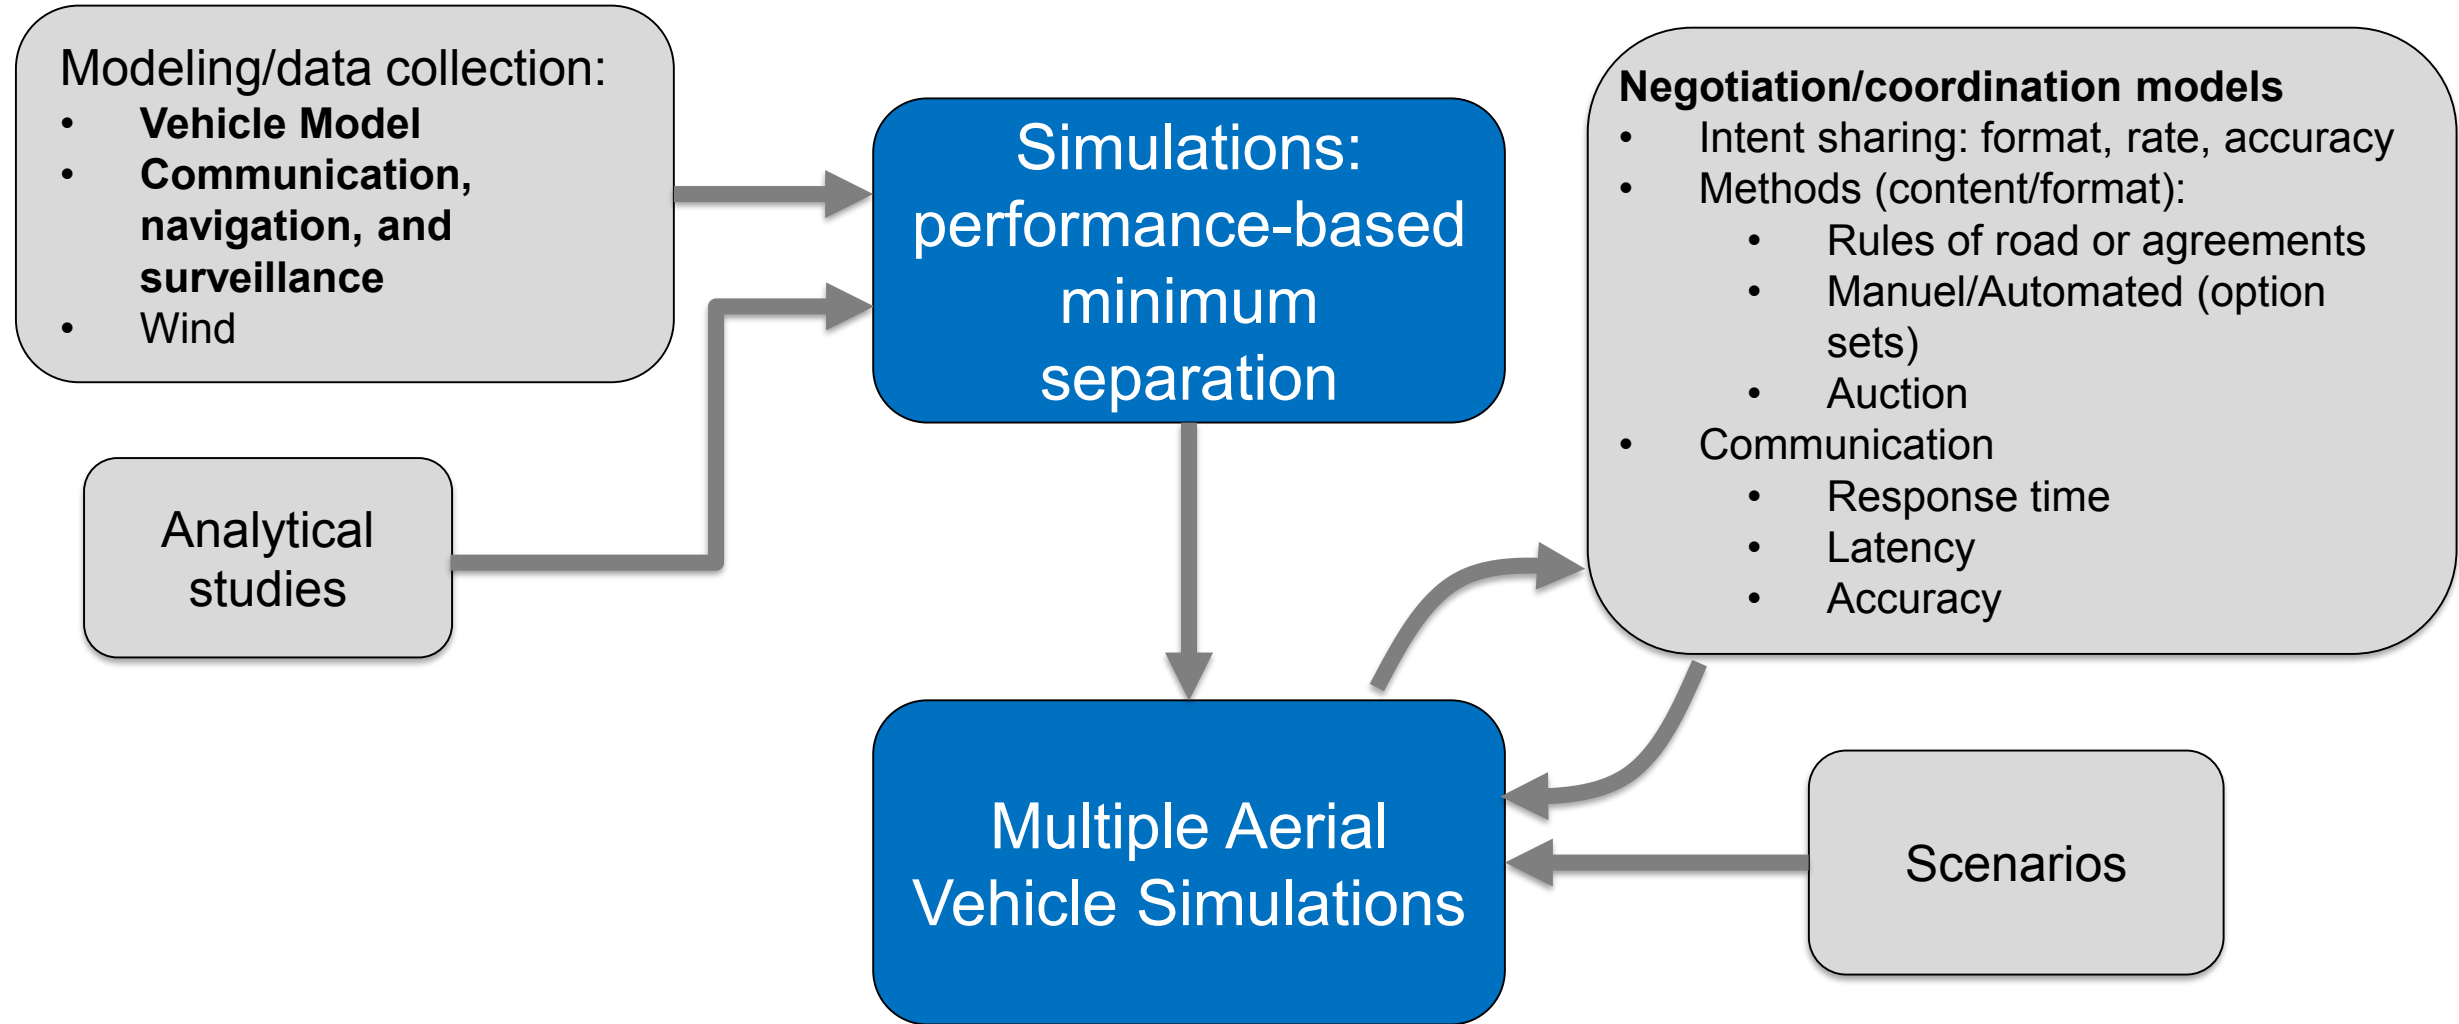 Modeling/data collection:
• Vehicle Model
• Communication,
navigation, and
surveillance
• Wind
Simulations:
performance-based
minimum
separation
Negotiation/coordination models
• Intent sharing: format, rate, accuracy
• Methods (content/format):
• Rules of road or agreements
• Manuel/Automated (option
sets)
• Auction
• Communication
• Response time
• Latency
• Accuracy
Analytical
studies
Multiple Aerial
Vehicle Simulations
Scenarios